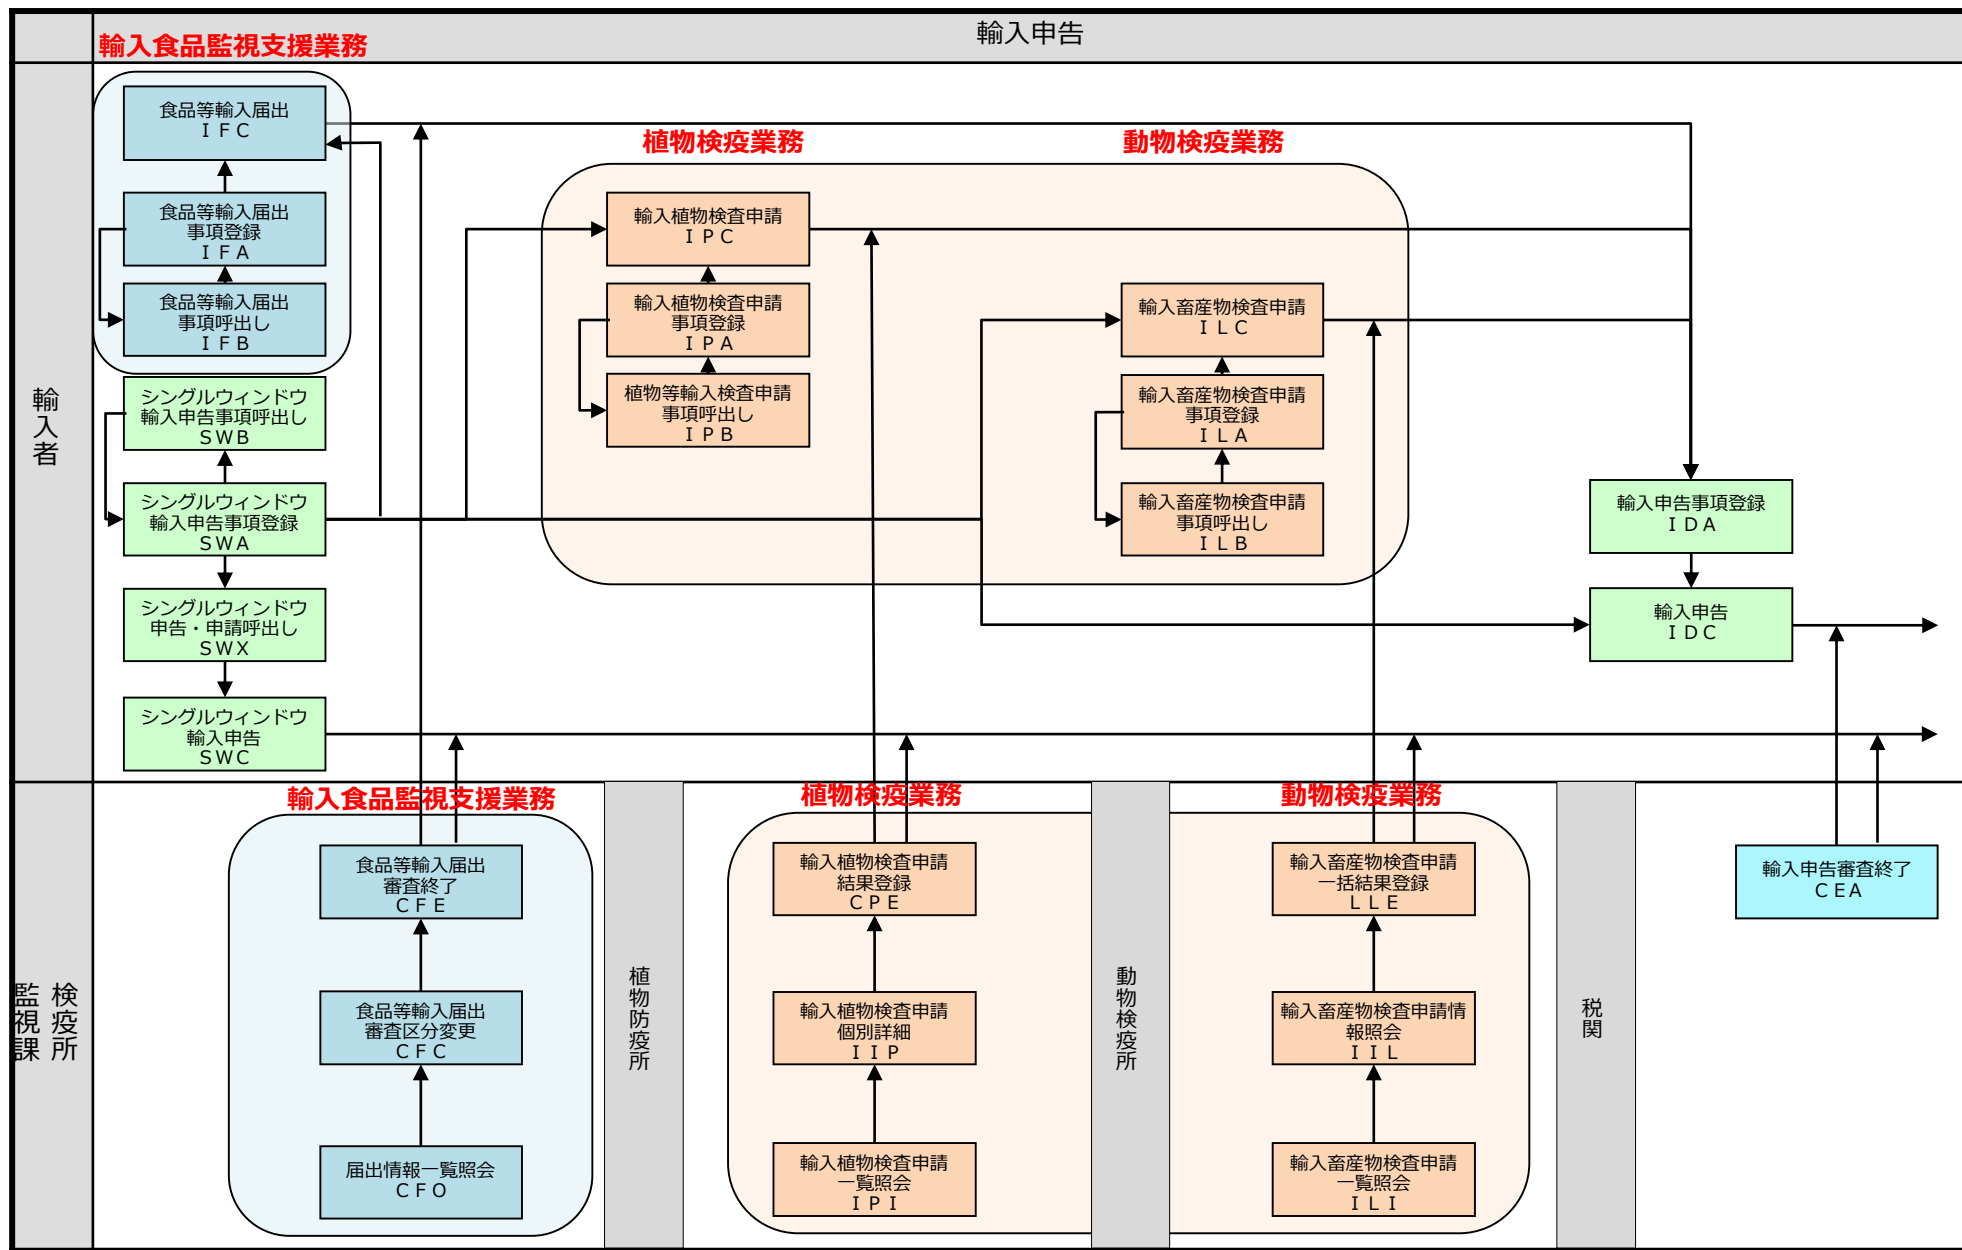 輸入申告
輸入食品監視支援業務
輸入者
食品等輸入届出
ＩＦＣ
食品等輸入届出
事項登録
ＩＦＡ
食品等輸入届出
事項呼出し
ＩＦＢ
シングルウィンドウ
輸入申告事項呼出し
ＳＷＢ
シングルウィンドウ
輸入申告事項登録
ＳＷＡ
シングルウィンドウ
申告・申請呼出し
ＳＷＸ
シングルウィンドウ
輸入申告
ＳＷＣ
植物検疫業務
輸入植物検査申請
ＩＰＣ
輸入植物検査申請
事項登録
ＩＰＡ
植物等輸入検査申請
事項呼出し
ＩＰＢ
動物検疫業務
輸入畜産物検査申請
ＩＬＣ
輸入畜産物検査申請
事項登録
ＩＬＡ
輸入畜産物検査申請
事項呼出し
ＩＬＢ
輸入申告事項登録
ＩＤＡ
輸入申告
ＩＤＣ
検疫所
監視課
輸入食品監視支援業務
食品等輸入届出
審査終了
ＣＦＥ
食品等輸入届出
審査区分変更
ＣＦＣ
届出情報一覧照会
ＣＦＯ
植物防疫所
植物検疫業務
輸入植物検査申請
結果登録
ＣＰＥ
輸入植物検査申請
個別詳細
ＩＩＰ
輸入植物検査申請
一覧照会
ＩＰＩ
動物検疫所
動物検疫業務
輸入畜産物検査申請
一括結果登録
ＬＬＥ
輸入畜産物検査申請情
報照会
ＩＩＬ
輸入畜産物検査申請
一覧照会
ＩＬＩ
税関
輸入申告審査終了
ＣＥＡ